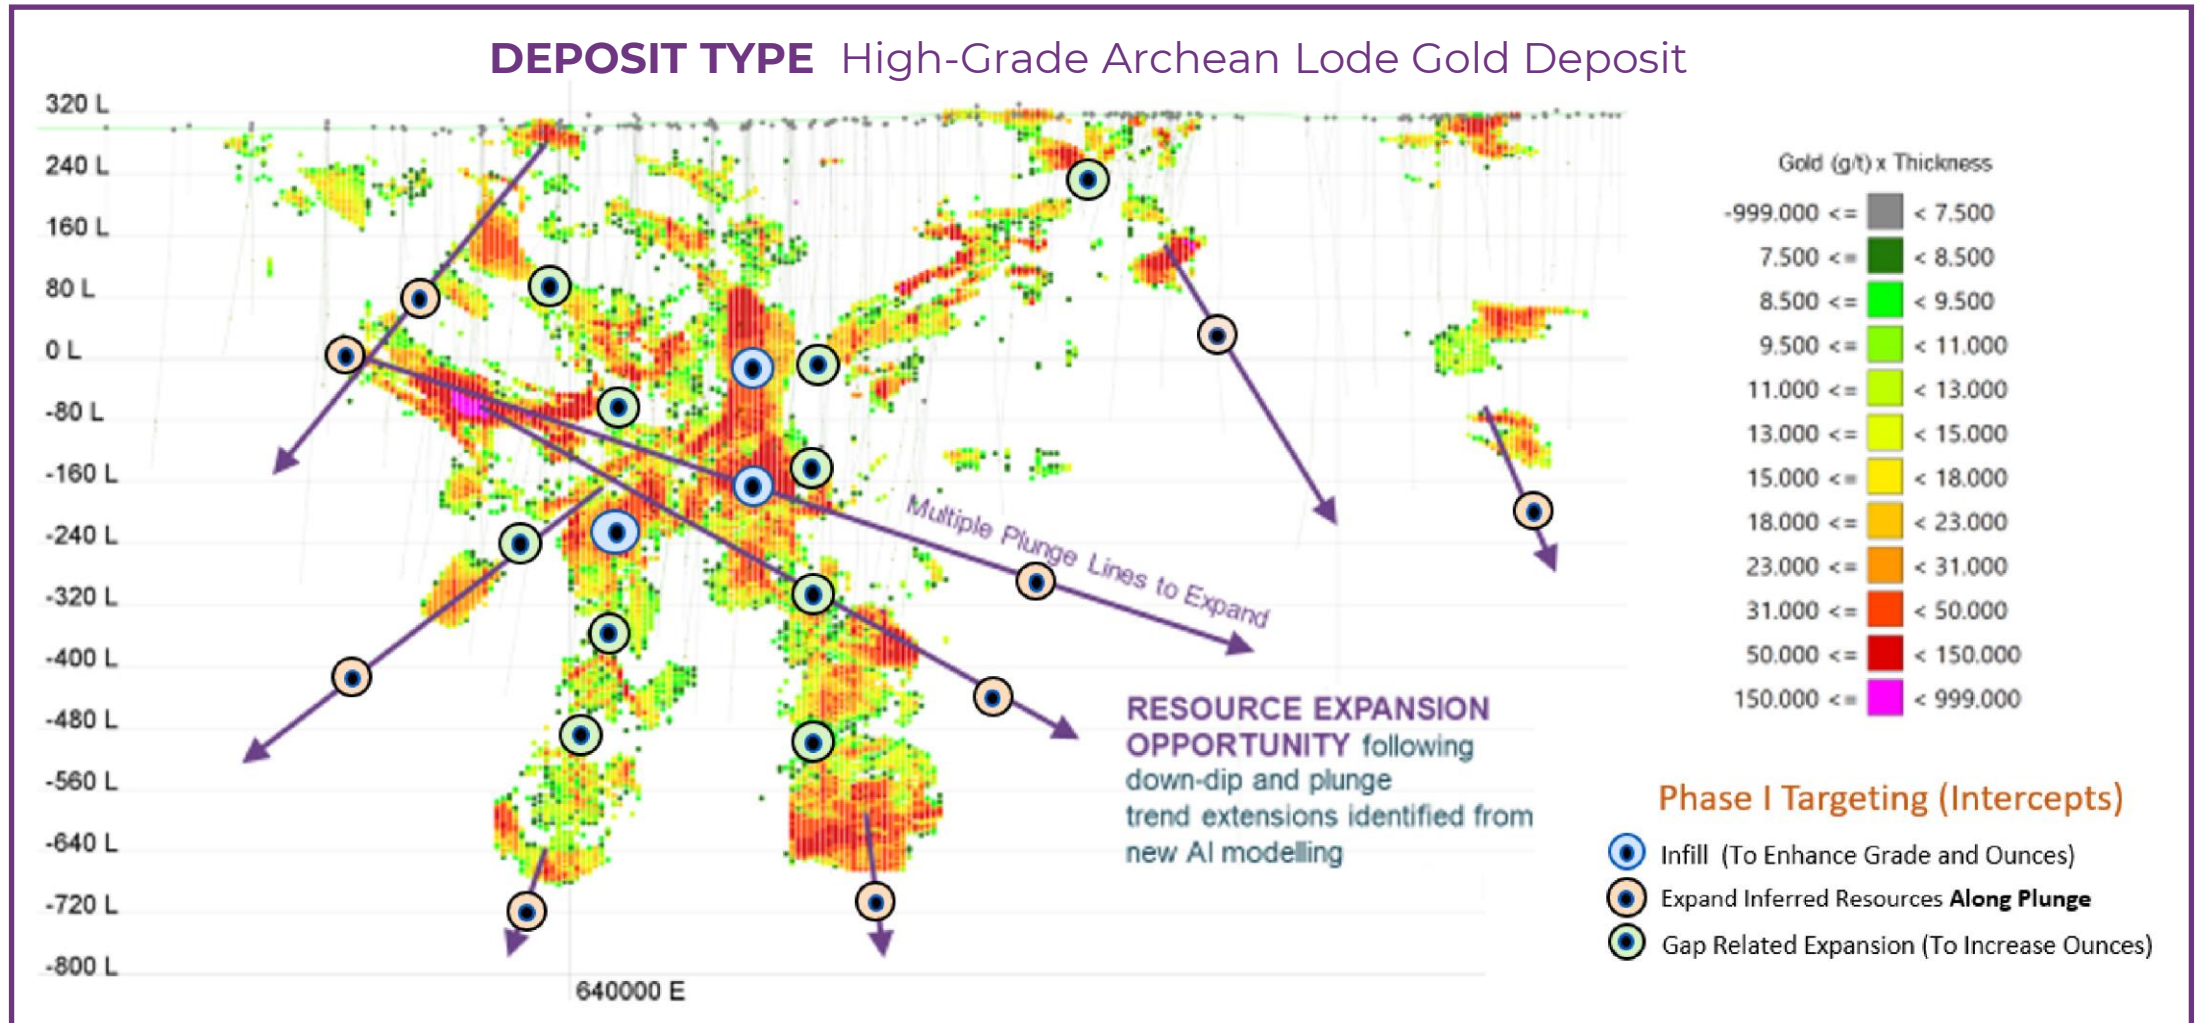 DEPOSIT TYPE High-Grade Archean Lode Gold Deposit
320 L
240 L
160 L
80 L
0 L
-80 L
-160 L
-240 L
-320 L
-400 L
-480 L
-560 L
-640 L
-720 L
-800 L
640000 E
Multiple Plunge Lines to Expand
RESOURCE EXPANSION
OPPORTUNITY following
down-dip and plunge
trend extensions identified from
new AI modelling
Gold (g/t) x Thickness
-999.000 <= < 7.500
7.500 <= < 8.500
8.500 <= < 9.500
9.500 <= < 11.000
11.000 <= < 13.000
13.000 <= < 15.000
15.000 <= < 18.000
18.000 <= < 23.000
23.000 <= < 31.000
31.000 <= < 50.000
50.000 <= < 150.000
150.000 <= < 999.000
Phase I Targeting (Intercepts)
Infill (To Enhance Grade and Ounces)
Expand Inferred Resources Along Plunge
Gap Related Expansion (To Increase Ounces)